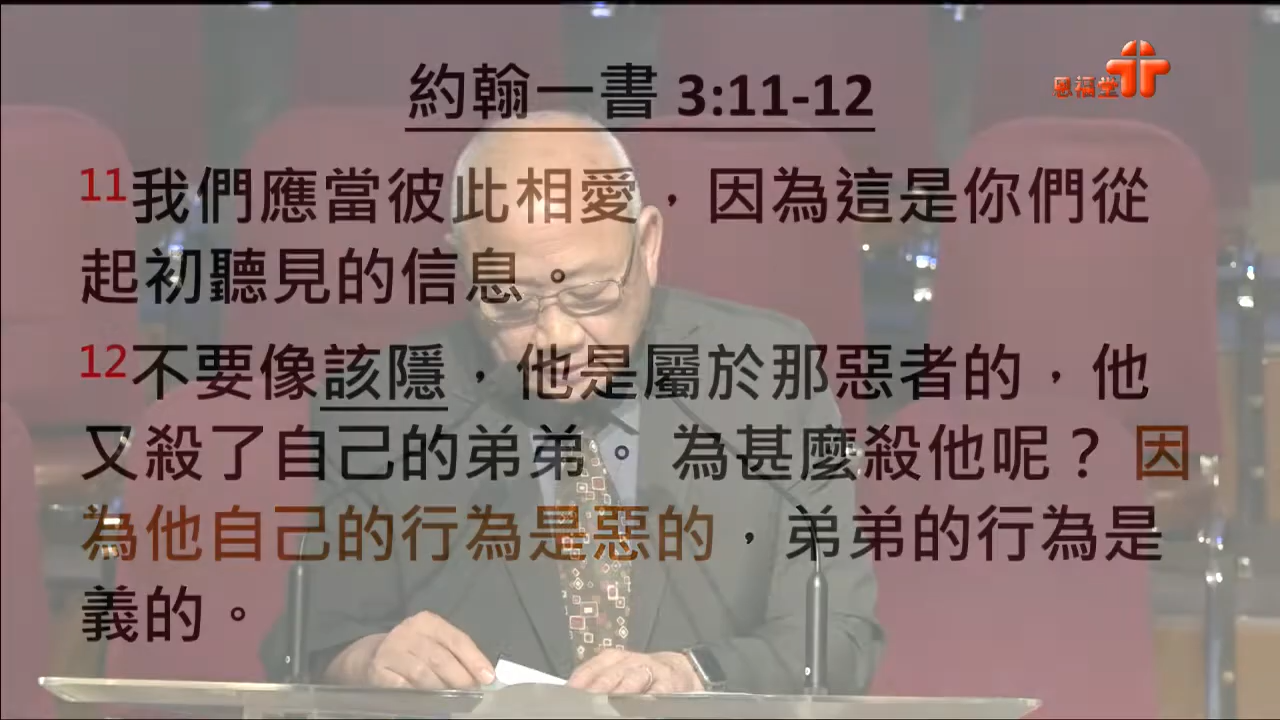 恩福堂
約翰一書 3:11-12
11我們應當彼此相愛，因為這是你們從
起初聽見的信息。
12不要像該隱，他是屬於那惡者的，他
又殺了自己的弟弟。 為甚麼殺他呢？因
為他自己的行為是惡的，弟弟的行為是
義的。